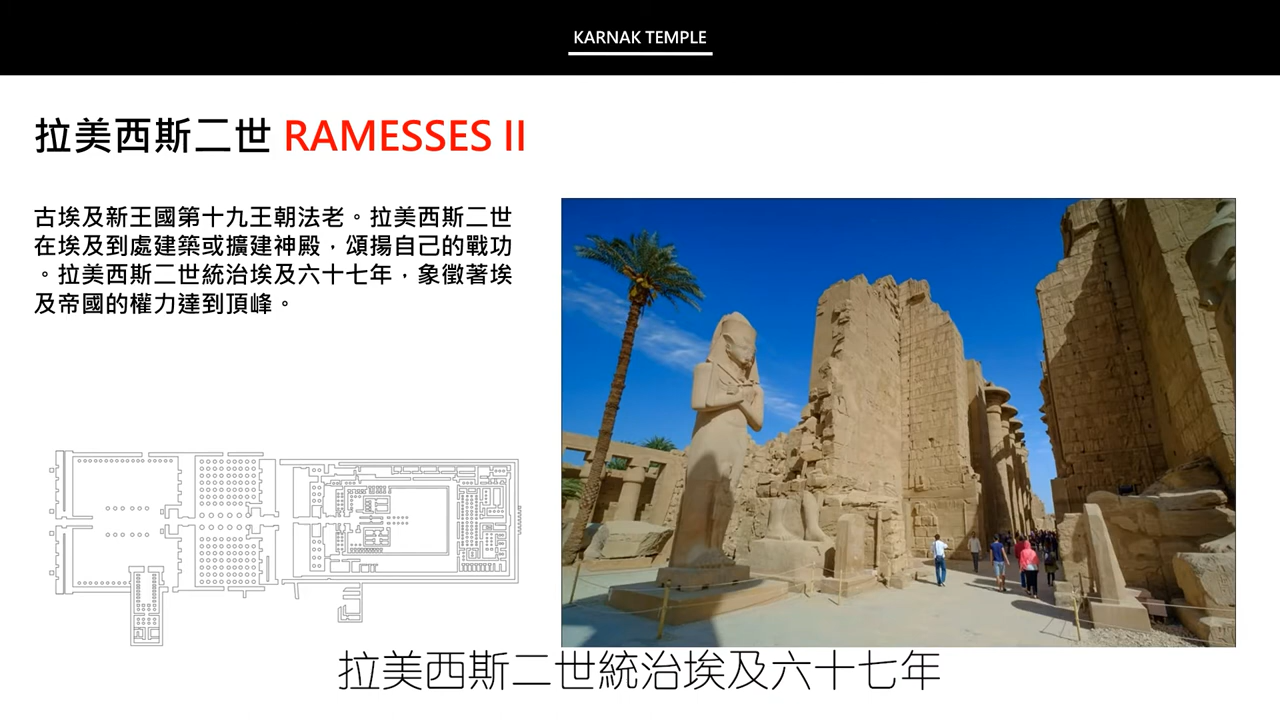 KARNAK TEMPLE
拉美西斯二世 RAMESSES II
古埃及新王國第十九王朝法老。拉美西斯二世
在埃及到處建築或擴建神殿，頌揚自己的戰功
。拉美西斯二世統治埃及六十七年，象徵著埃
及帝國的權力達到頂峰。
拉美西斯二世統治埃及六十七年